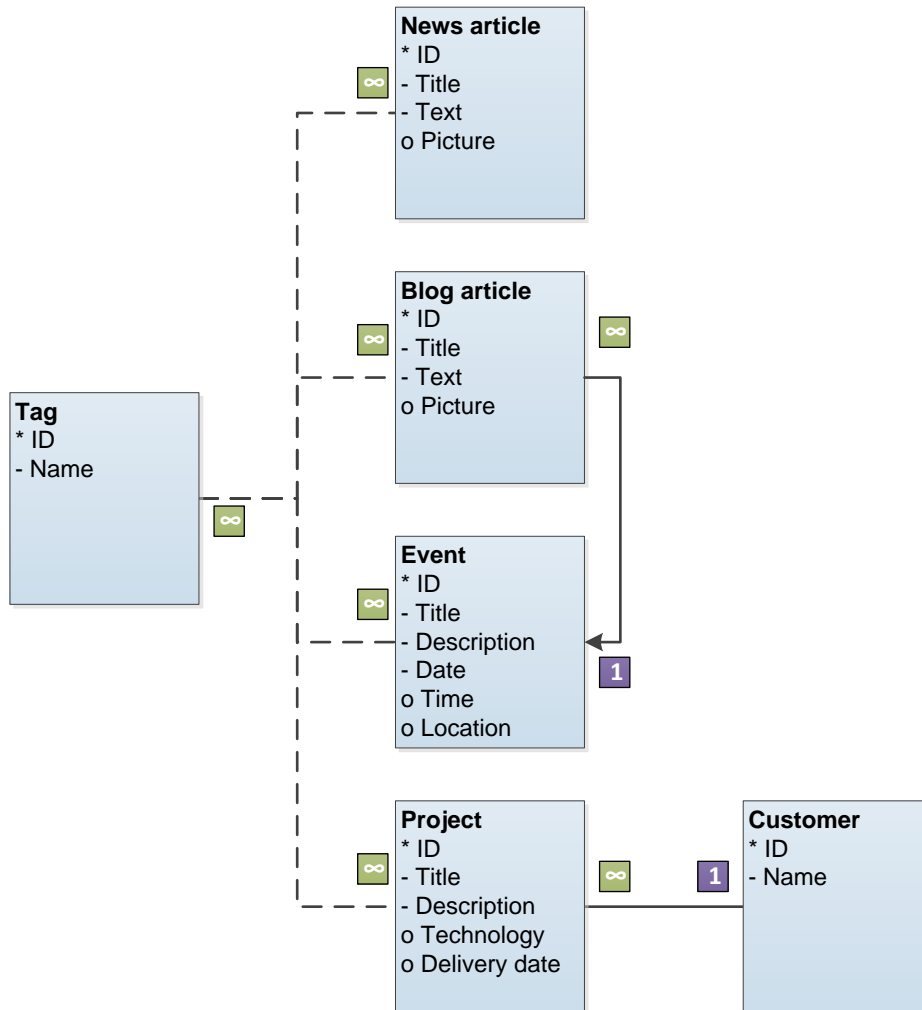 News article
* ID
- Title
- Text
o Picture
∞
Blog article
* ID
- Title
- Text
o Picture
∞
∞
Tag
* ID
- Name
∞
Event
* ID
- Title
- Description
- Date
o Time
o Location
∞
1
Project
* ID
- Title
- Description
o Technology
o Delivery date
∞
∞
1
Customer
* ID
- Name